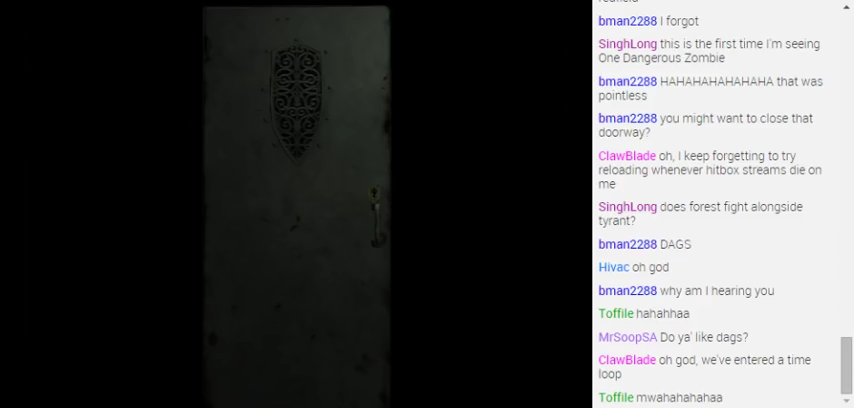 bman2288 I forgot
SinghLong this is the first time I'm seeing
One Dangerous Zombie
bman2288 HAHAHAHAHAHAHA that was
pointless
bman2288 you might want to close that
doorway?
ClawBlade oh, I keep forgetting to try
reloading whenever hitbox streams die on
me
SinghLong does forest fight alongside
tyrant?
bman2288 DAGS
Hivac oh god
bman2288 why am I hearing you
Toffile hahahhaa
MrSoopSA Do ya' like dags?
ClawBlade oh god, we've entered a time
loop
Toffile mwahahahahaa